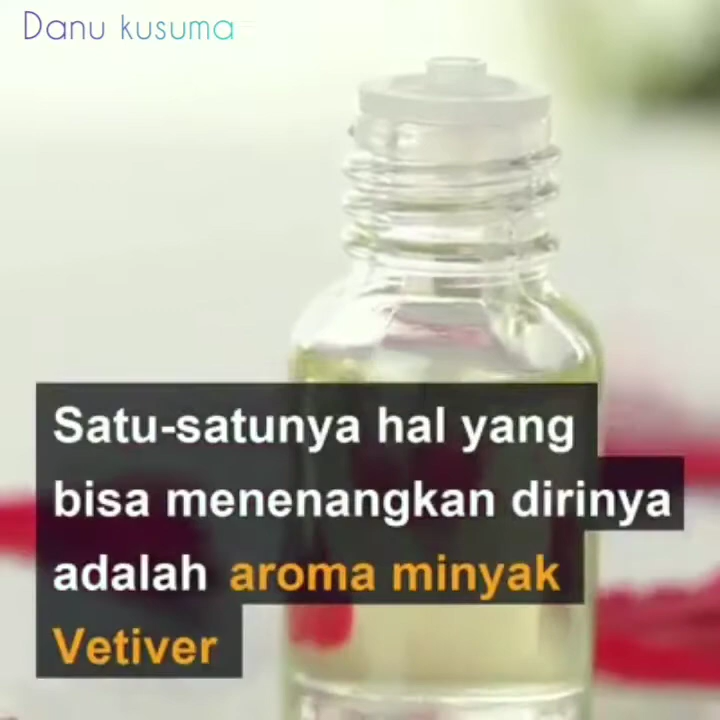 Danu kusuma
Satu-satunya hal yang
bisa menenangkan dirinya
adalah aroma minyak
Vetiver